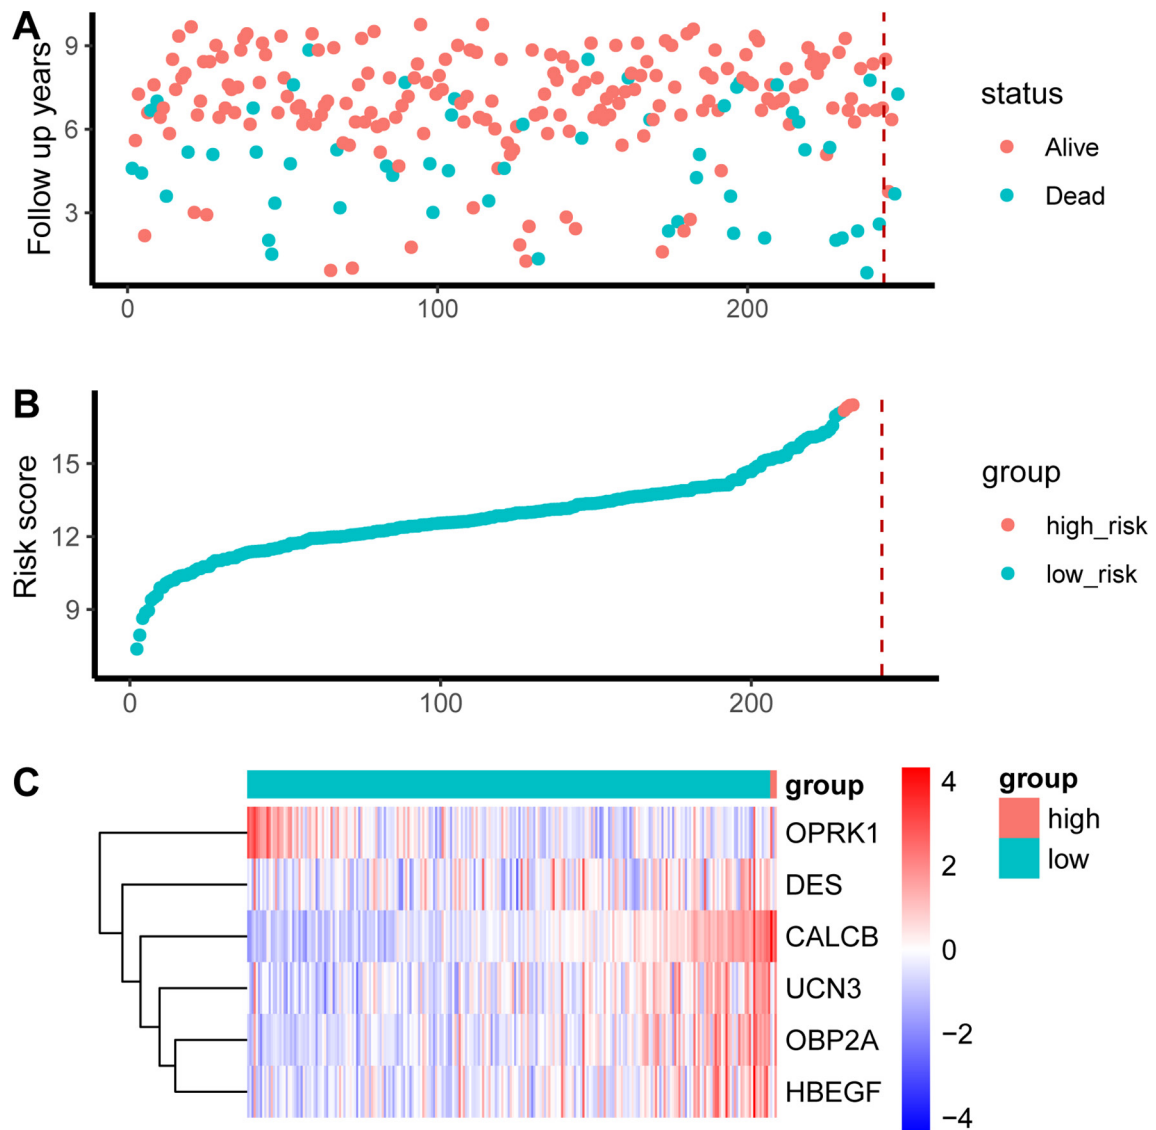 A
Follow up years
9
6
3
0
100
200
status
Alive
Dead
B
Risk score
15
12
9
0
100
200
group
high_risk
low_risk
C
group
OPRK1
DES
CALCB
UCN3
OBP2A
HBEGF
4
2
0
−2
−4
group
high
low